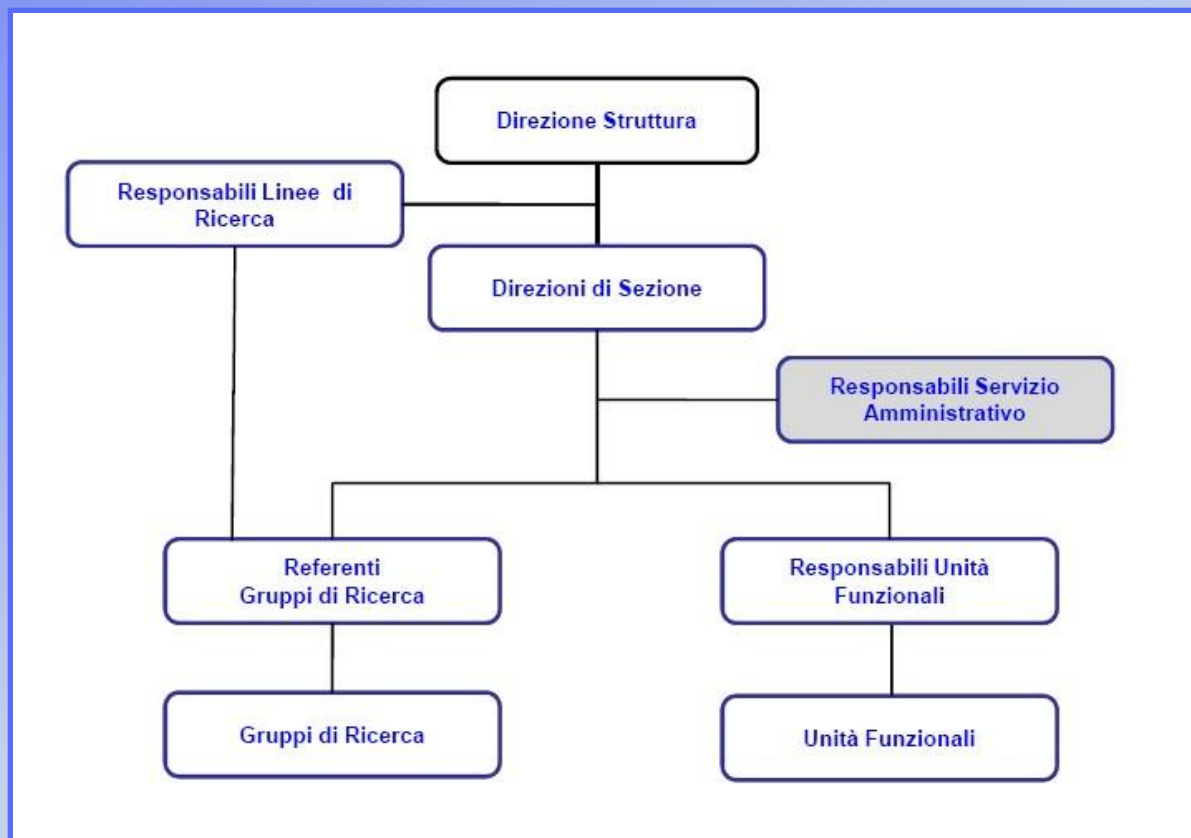 Direzione Struttura
Responsabili Linee di
Ricerca
Direzioni di Sezione
Responsabili Servizio
Amministrativo
Referenti
Gruppi di Ricerca
Responsabili Unità
Funzionali
Gruppi di Ricerca
Unità Funzionali